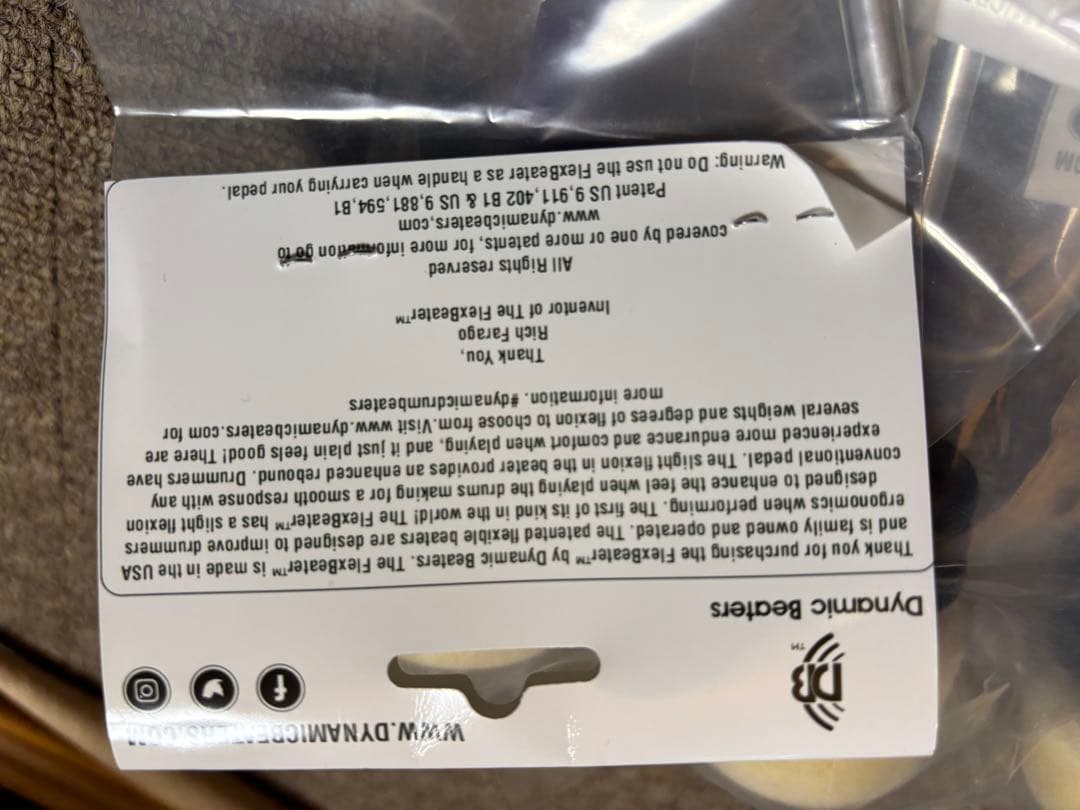 WWW.DYNAMICBEATERS.COM
DB™
Dynamic Beaters
Thank you for purchasing the FlexBeater™ by Dynamic Beaters. The FlexBeater™ is made in the USA
and is family owned and operated. The patented flexible beaters are designed to improve drummers
ergonomics when performing. The first of its kind in the world! The FlexBeater™ has a slight flexion
designed to enhance the feel when playing the drums making for a smooth response with any
conventional pedal. The slight flexion in the beater provides an enhanced rebound. Drummers have
experienced more endurance and comfort when playing, and it just plain feels good! There are
several weights and degrees of flexion to choose from.Visit www.dynamicbeaters.com for
more information. #dynamicdrumbeaters
Thank You,
Rich Farago
Inventor of The FlexBeater™
All Rights reserved
covered by one or more patents, for more information go to
www.dynamicbeaters,com
Patent US 9,911,402 B1 & US 9,881,594,B1
Warning: Do not use the FlexBeater as a handle when carrying your pedal.